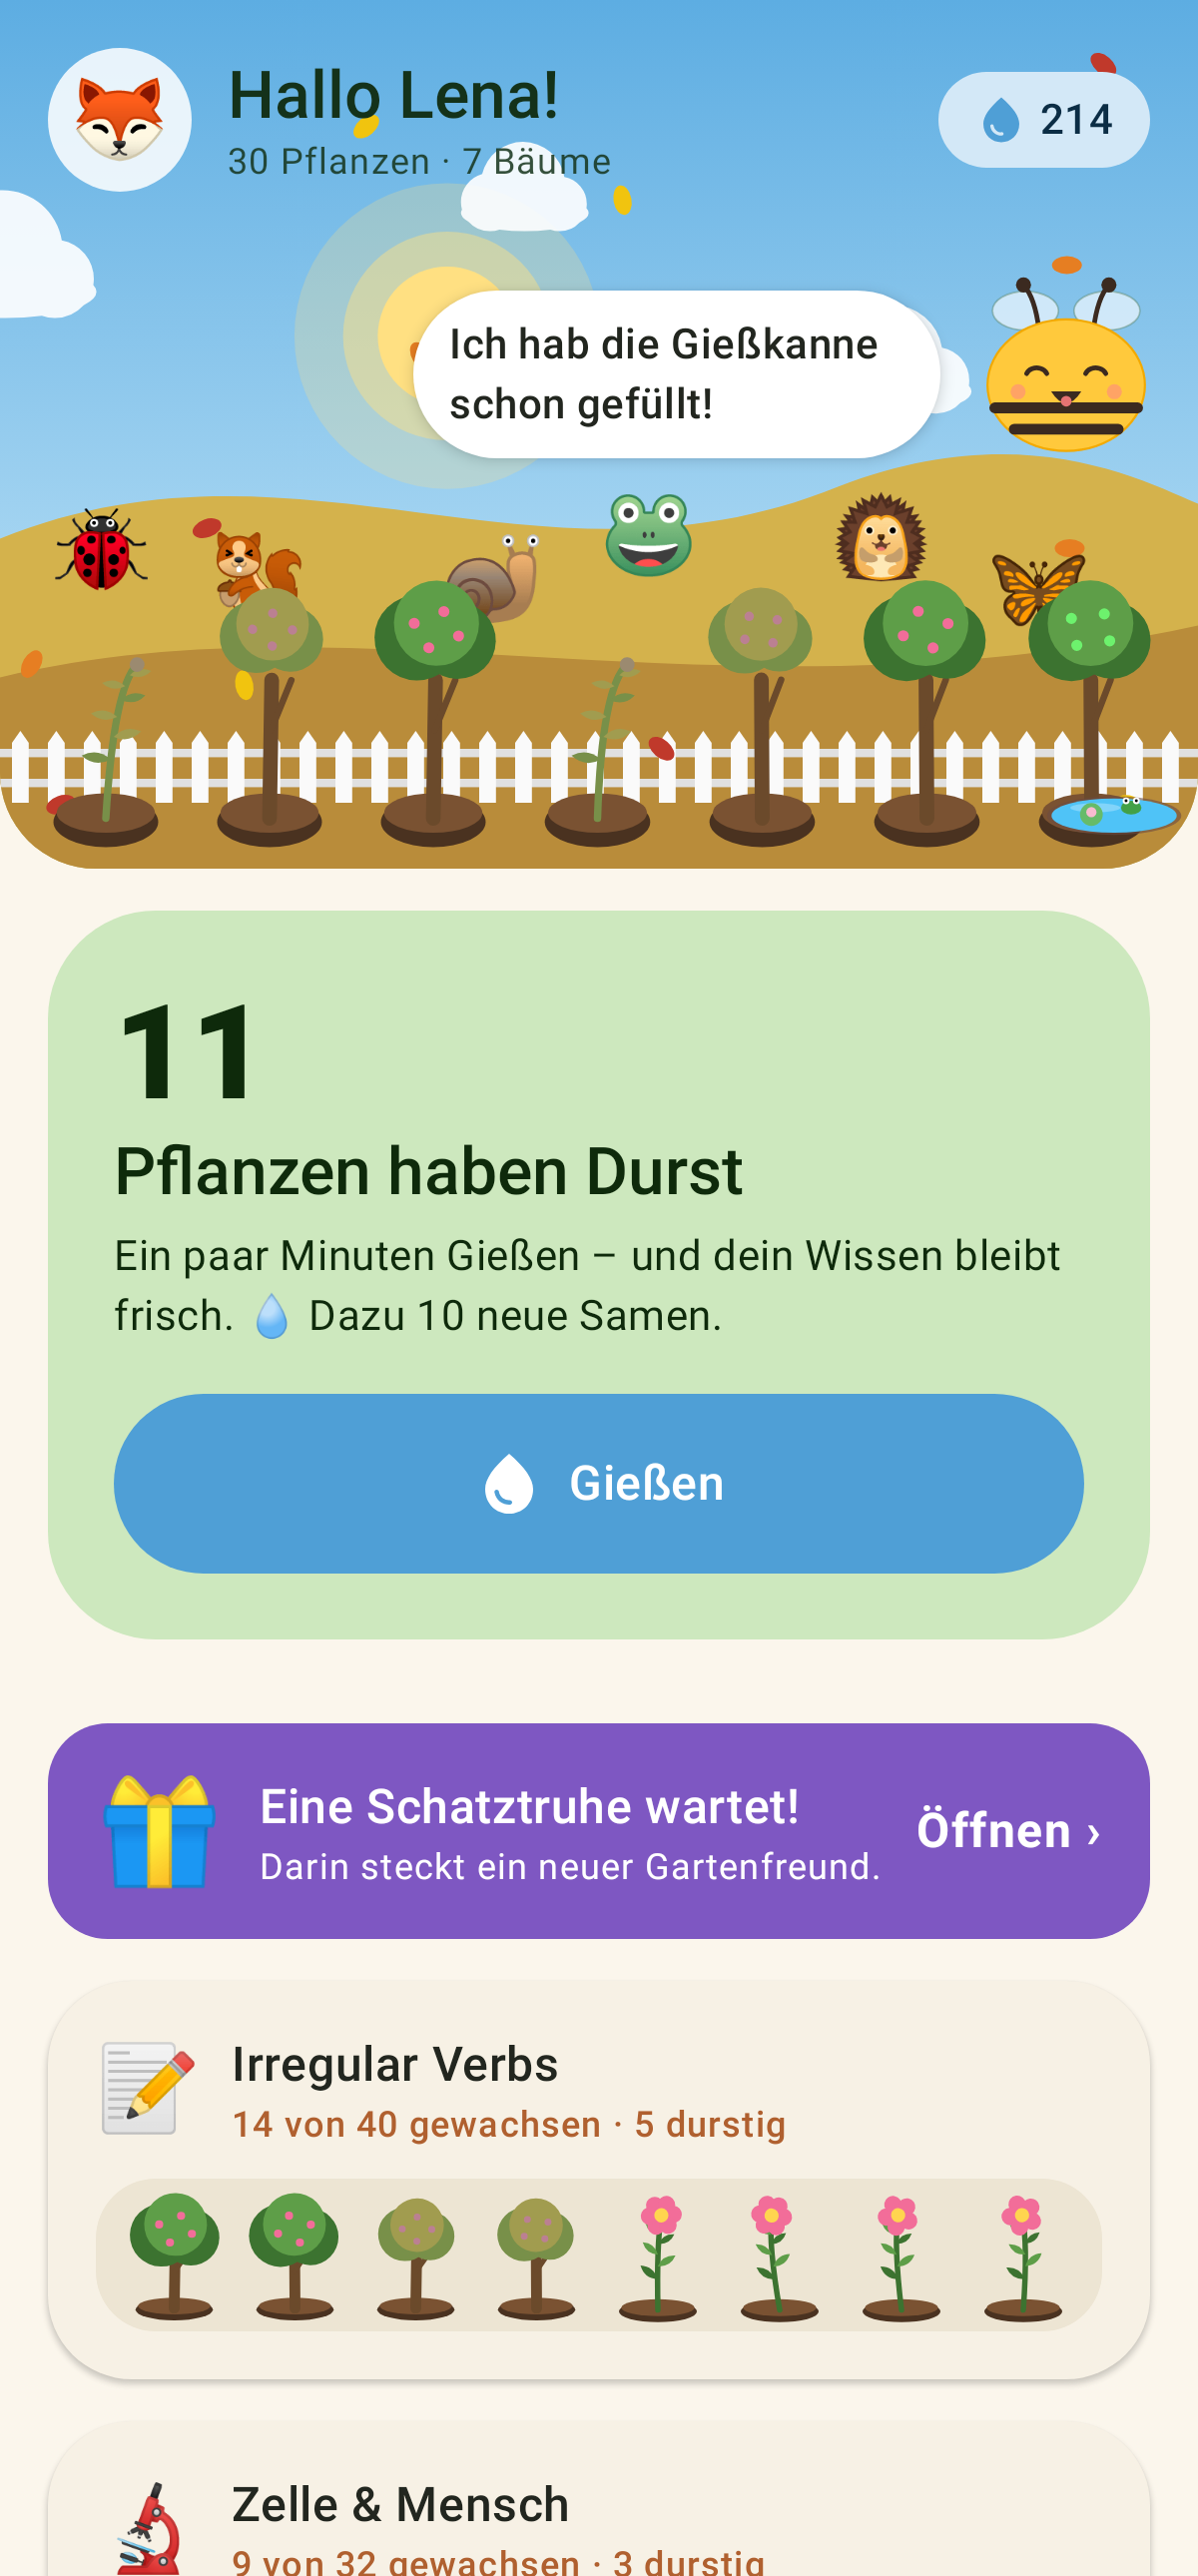 Hallo Lena!
30 Pflanzen · 7 Bäume
214
Ich hab die Gießkanne
schon gefüllt!
11
Pflanzen haben Durst
Ein paar Minuten Gießen – und dein Wissen bleibt
frisch. 💧 Dazu 10 neue Samen.
Gießen
Eine Schatztruhe wartet!
Darin steckt ein neuer Gartenfreund.
Öffnen ›
Irregular Verbs
14 von 40 gewachsen · 5 durstig
Zelle & Mensch
9 von 32 gewachsen · 3 durstig